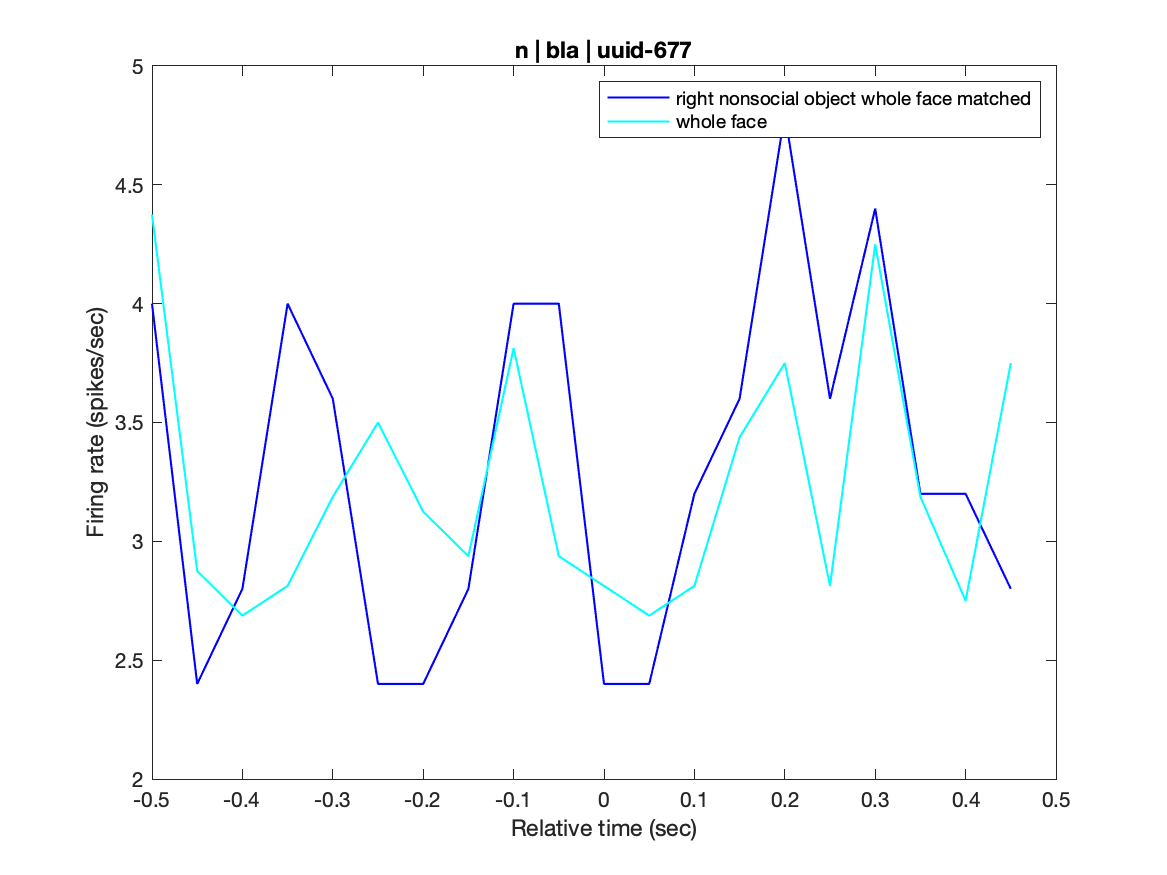 n | bla | uuid-677
right nonsocial object whole face matched
whole face
Firing rate (spikes/sec)
5
4.5
4
3.5
3
2.5
2
-0.5 -0.4 -0.3 -0.2 -0.1 0 0.1 0.2 0.3 0.4 0.5
Relative time (sec)